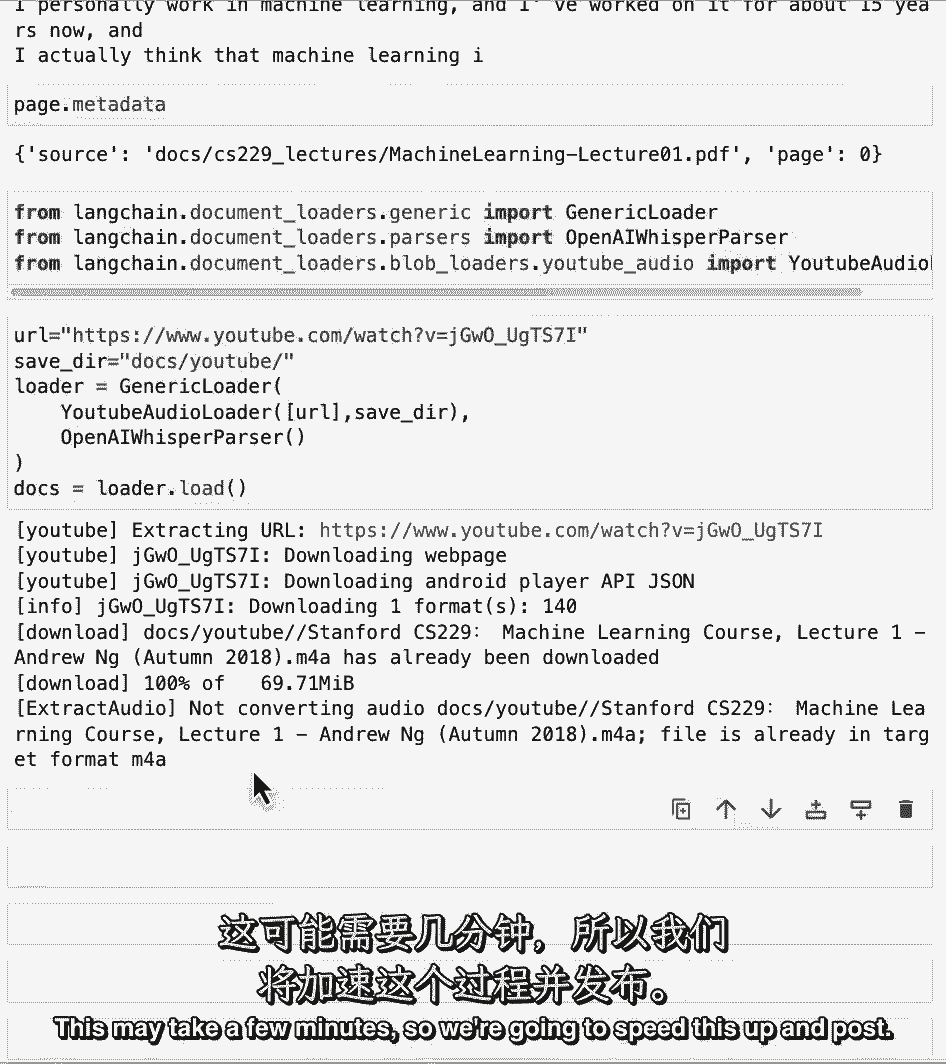 I personally work in machine learning, and I' ve worked on it for about 15 yea
rs now, and
I actually think that machine learning i
page.metadata
{'source': 'docs/cs229_lectures/MachineLearning-Lecture01.pdf', 'page': 0}
from langchain.document_loaders.generic import GenericLoader
from langchain.document_loaders.parsers import OpenAIWhisperParser
from langchain.document_loaders.blob_loaders.youtube_audio import YoutubeAudio
url="https://www.youtube.com/watch?v=jGwO_UgTS7I"
save_dir="docs/youtube/"
loader = GenericLoader(
    YoutubeAudioLoader([url],save_dir),
    OpenAIWhisperParser()
)
docs = loader.load()
[youtube] Extracting URL: https://www.youtube.com/watch?v=jGwO_UgTS7I
[youtube] jGwO_UgTS7I: Downloading webpage
[youtube] jGwO_UgTS7I: Downloading android player API JSON
[info] jGwO_UgTS7I: Downloading 1 format(s): 140
[download] docs/youtube//Stanford CS229： Machine Learning Course, Lecture 1 -
Andrew Ng (Autumn 2018).m4a has already been downloaded
[download] 100% of   69.71MiB
[ExtractAudio] Not converting audio docs/youtube//Stanford CS229： Machine Lea
rning Course, Lecture 1 - Andrew Ng (Autumn 2018).m4a; file is already in targ
et format m4a
这可能需要几分钟，所以我们
将加速这个过程并发布。
This may take a few minutes, so we're going to speed this up and post.